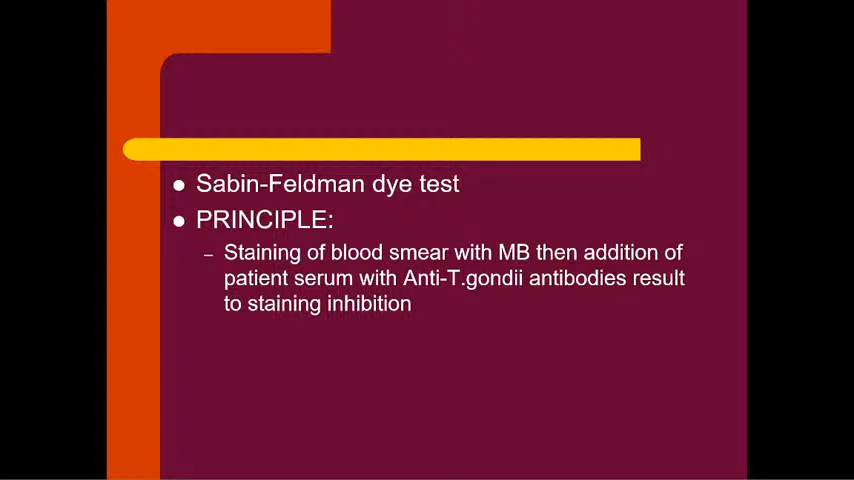 ● Sabin-Feldman dye test
● PRINCIPLE:
– Staining of blood smear with MB then addition of
patient serum with Anti-T.gondii antibodies result
to staining inhibition